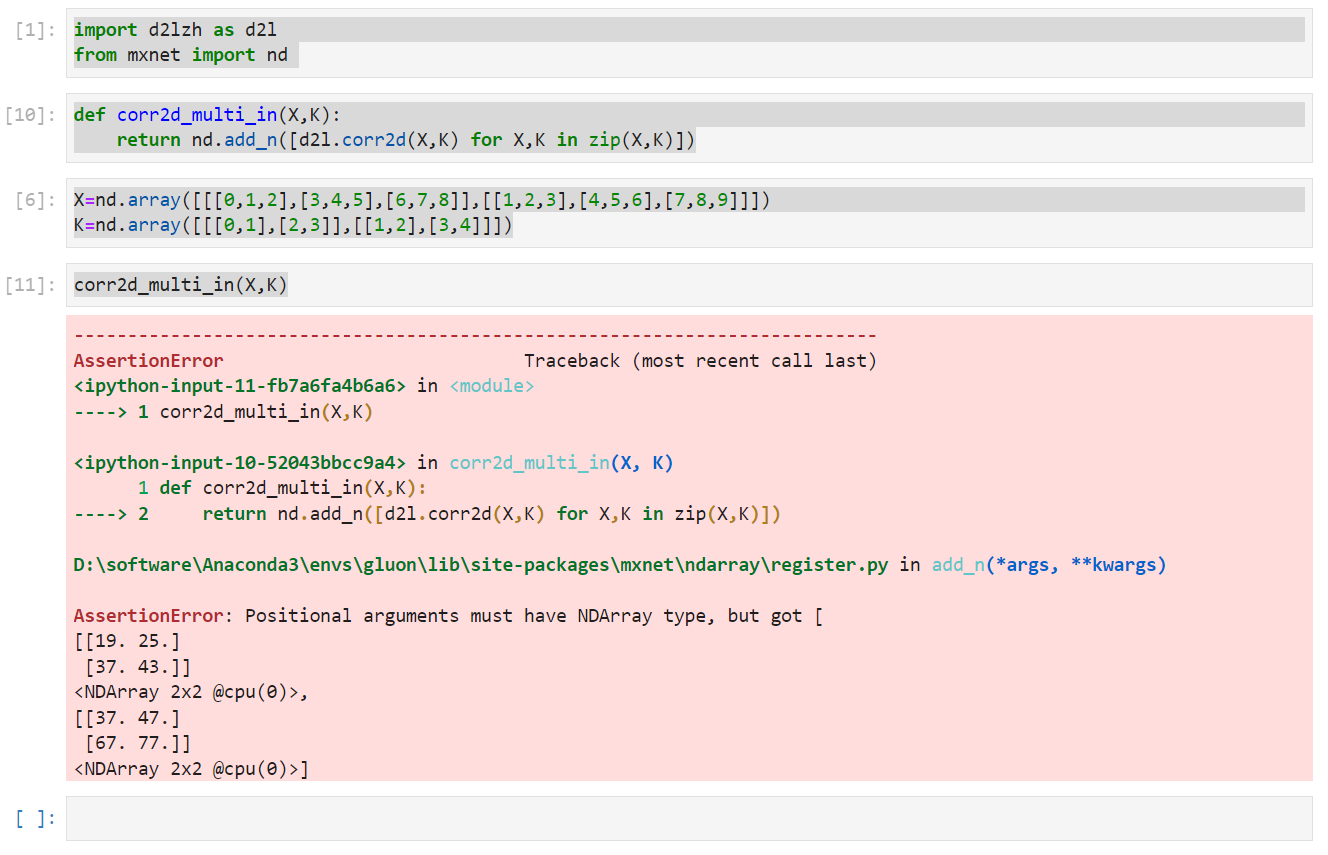 [1]: import d2lzh as d2l
from mxnet import nd
[10]: def corr2d_multi_in(X,K):
    return nd.add_n([d2l.corr2d(X,K) for X,K in zip(X,K)])
[6]: X=nd.array([[[0,1,2],[3,4,5],[6,7,8]],[[1,2,3],[4,5,6],[7,8,9]]])
K=nd.array([[[0,1],[2,3]],[[1,2],[3,4]]])
[11]: corr2d_multi_in(X,K)
---------------------------------------------------------------------------
AssertionError                            Traceback (most recent call last)
<ipython-input-11-fb7a6fa4b6a6> in <module>
----> 1 corr2d_multi_in(X,K)
<ipython-input-10-52043bbcc9a4> in corr2d_multi_in(X, K)
      1 def corr2d_multi_in(X,K):
----> 2     return nd.add_n([d2l.corr2d(X,K) for X,K in zip(X,K)])
D:\software\Anaconda3\envs\gluon\lib\site-packages\mxnet\ndarray\register.py in add_n(*args, **kwargs)
AssertionError: Positional arguments must have NDArray type, but got [
[[19. 25.]
 [37. 43.]]
<NDArray 2x2 @cpu(0)>,
[[37. 47.]
 [67. 77.]]
<NDArray 2x2 @cpu(0)>]
[ ]: